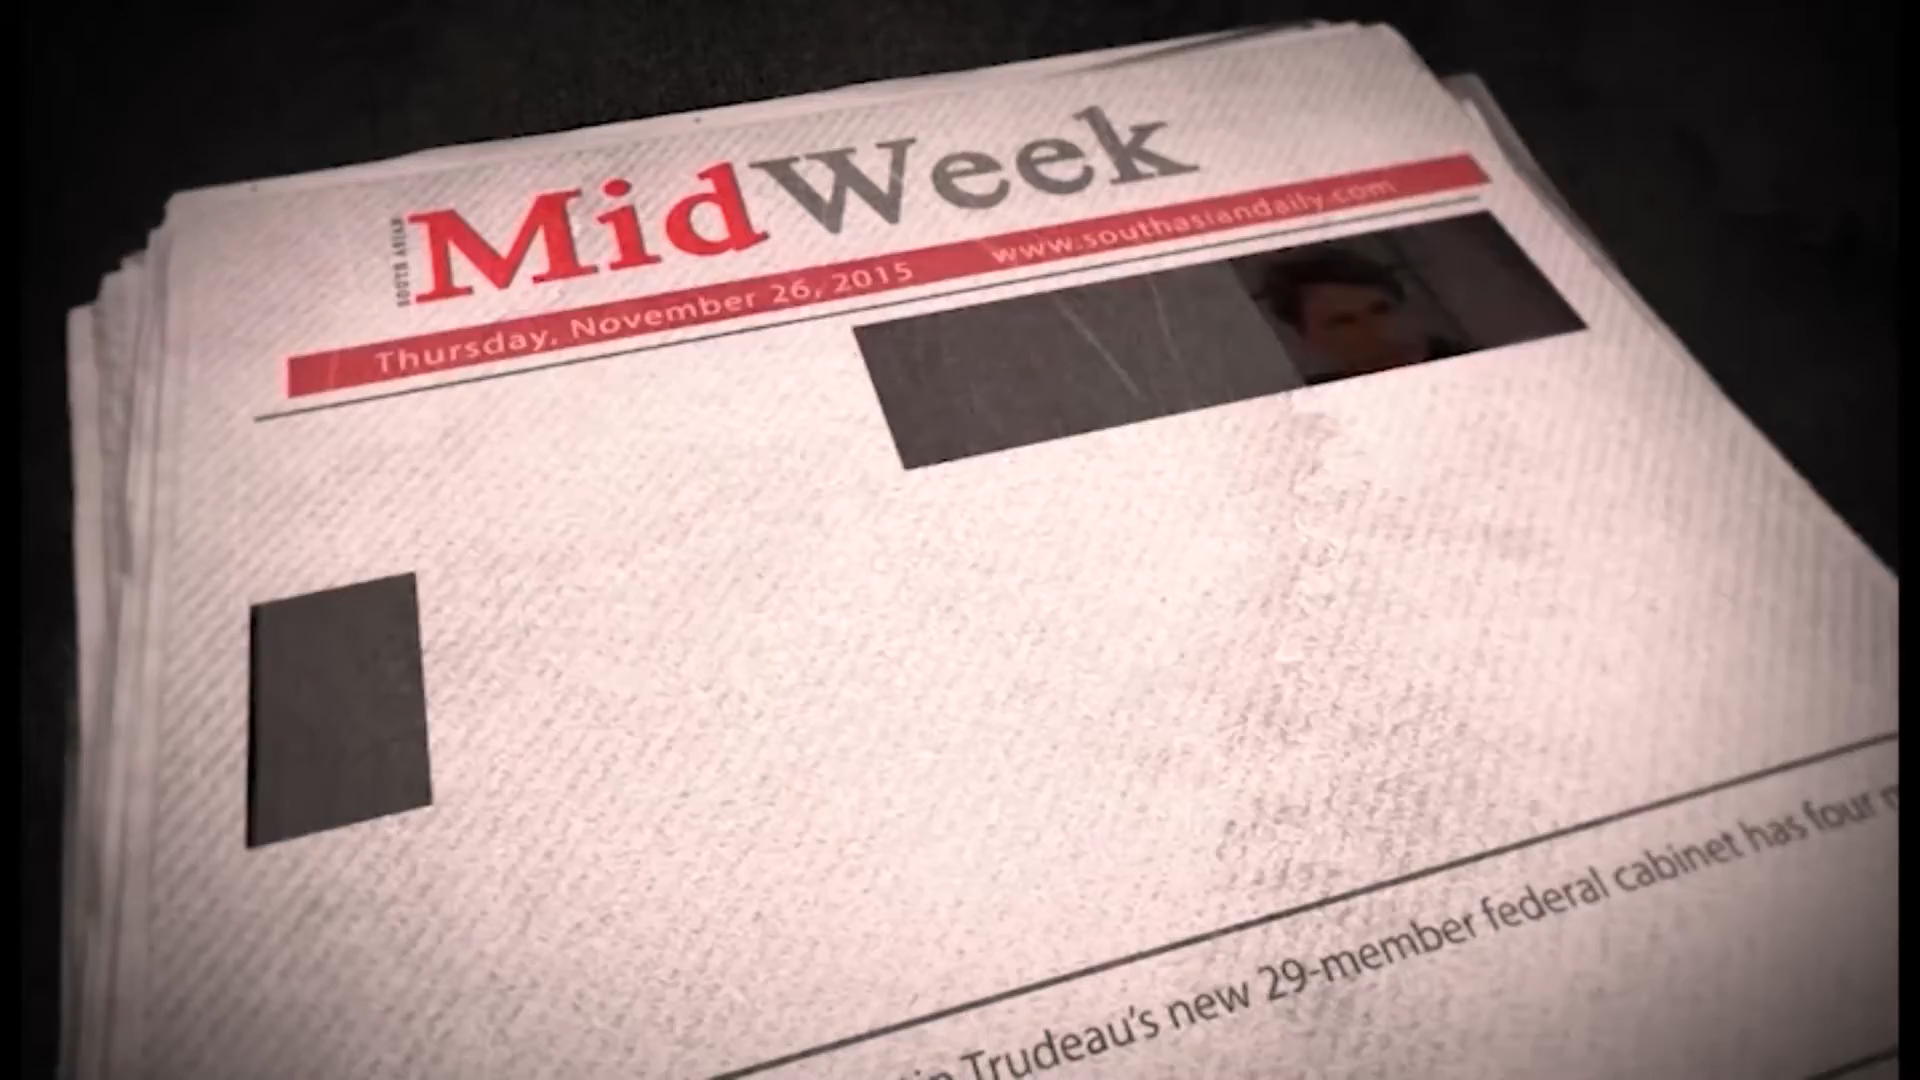 SOUTH ASIAN
MidWeek
Thursday, November 26, 2015 www.southasiandaily.com
Trudeau's new 29-member federal cabinet has four